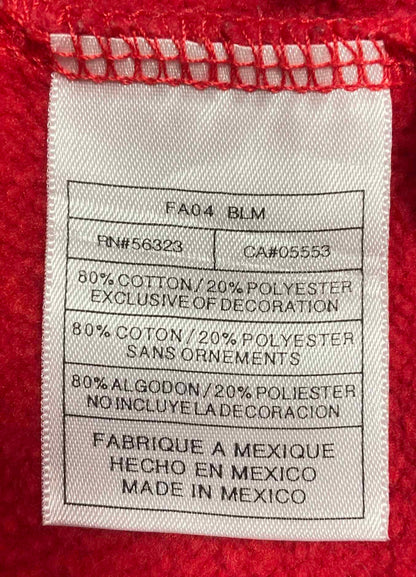 FA04 BLM
RN#56323 CA#05553
80% COTTON/20% POLYESTER
EXCLUSIVE OF DECORATION
80% COTON/20% POLYESTER
SANS ORNEMENTS
80% ALGODON/20% POLIESTER
NO INCLUYE LA DECORACION
FABRIQUE A MEXIQUE
HECHO EN MEXICO
MADE IN MEXICO